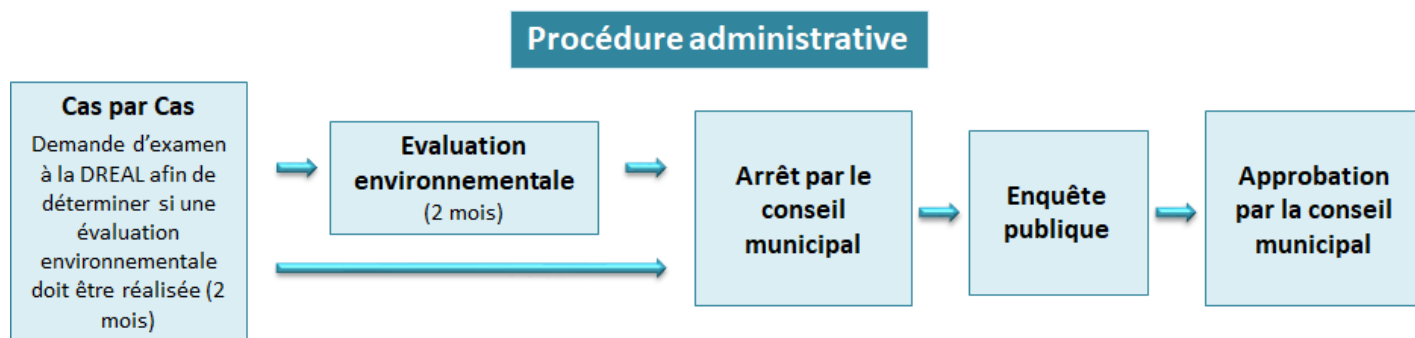 Procédure administrative
Cas par Cas
Demande d’examen
à la DREAL afin de
déterminer si une
évaluation
environnementale
doit être réalisée (2
mois)
Evaluation
environnementale
(2 mois)
Arrêt par le
conseil
municipal
Enquête
publique
Approbation
par la conseil
municipal